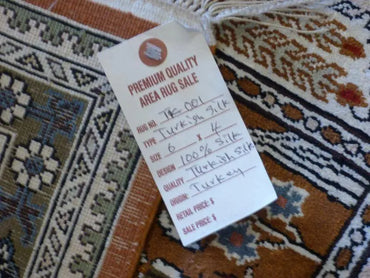 PREMIUM QUALITY
AREA RUG SALE
RUG NO. TK 001
TYPE Turkish Silk
SIZE 6 X 4
DESIGN 100% Silk
QUALITY Turkish Silk
ORIGIN: Turkey
RETAIL PRICE: $
SALE PRICE: $